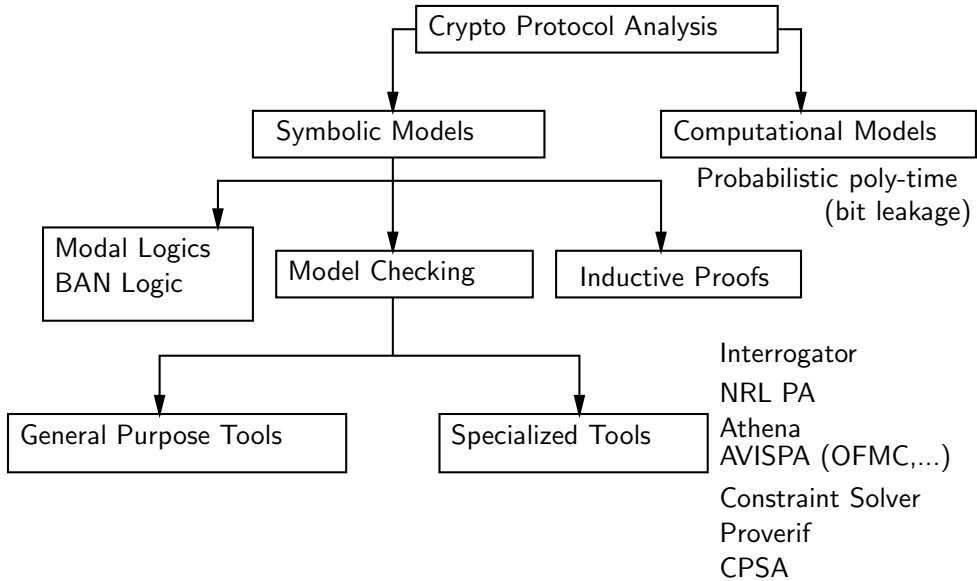 Crypto Protocol Analysis
Symbolic Models
Computational Models
Probabilistic poly-time
(bit leakage)
Modal Logics
BAN Logic
Model Checking
Inductive Proofs
General Purpose Tools
Specialized Tools
Interrogator
NRL PA
Athena
AVISPA (OFMC,...)
Constraint Solver
Proverif
CPSA